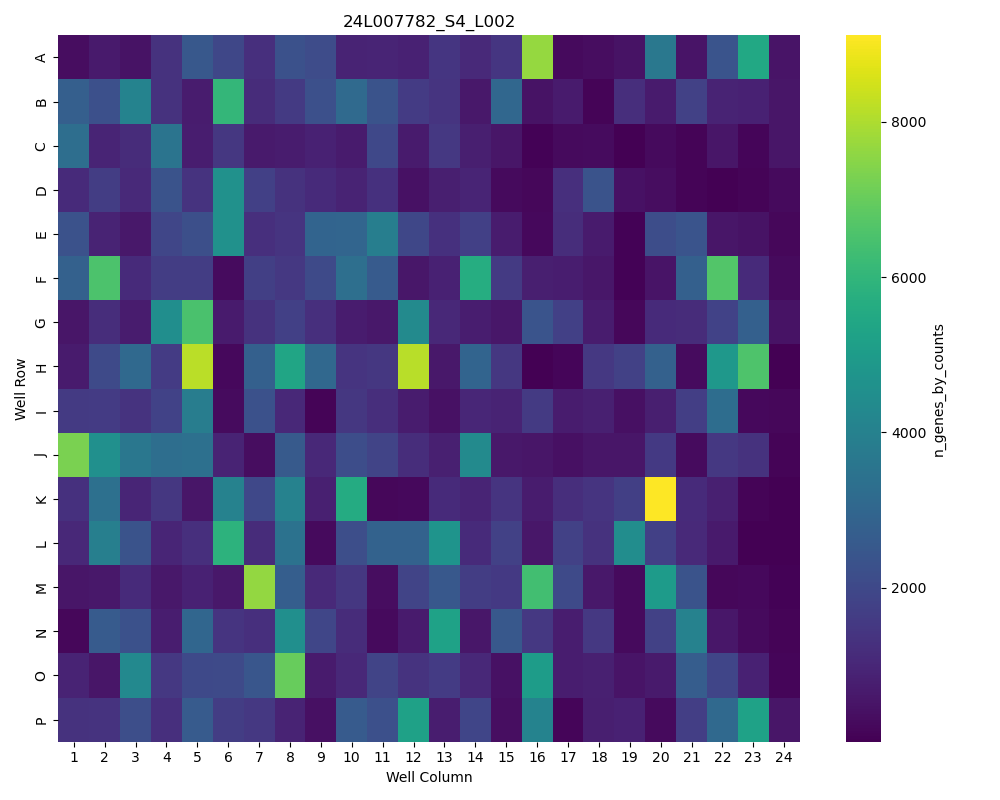 24L007782_S4_L002
A
B
C
D
E
F
G
H
I
J
K
L
M
N
O
P
Well Row
1 2 3 4 5 6 7 8 9 10 11 12 13 14 15 16 17 18 19 20 21 22 23 24
Well Column
8000
6000
4000
2000
n_genes_by_counts